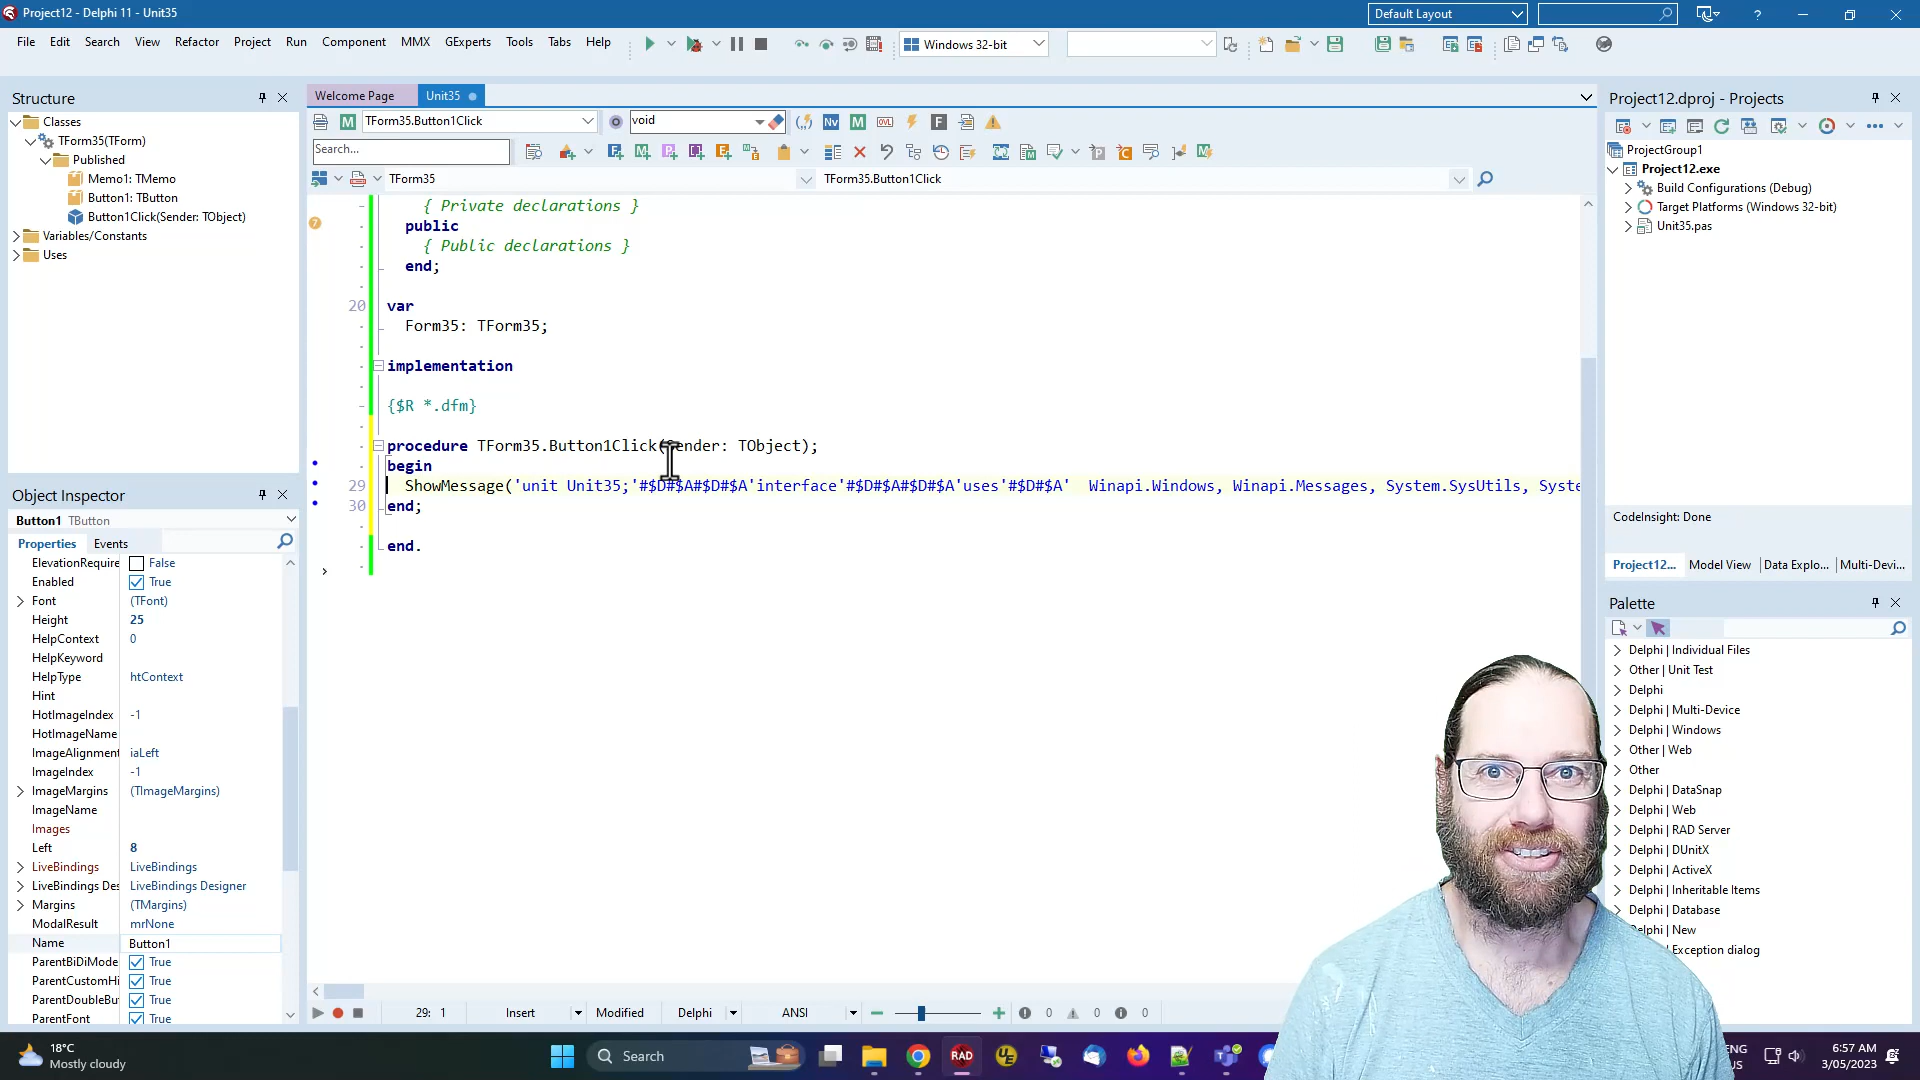 Project12 - Delphi 11 - Unit35
Default Layout
File Edit Search View Refactor Project Run Component MMX GExperts Tools Tabs Help
Windows 32-bit
Structure
Classes
TForm35(TForm)
Published
Memo1: TMemo
Button1: TButton
Button1Click(Sender: TObject)
Variables/Constants
Uses
Object Inspector
Button1 TButton
Properties Events
ElevationRequire False
Enabled True
Font (TFont)
Height 25
HelpContext 0
HelpKeyword
HelpType htContext
Hint
HotImageIndex -1
HotImageName
ImageAlignment iaLeft
ImageIndex -1
ImageMargins (TImageMargins)
ImageName
Images
Left 8
LiveBindings LiveBindings
LiveBindings Des LiveBindings Designer
Margins (TMargins)
ModalResult mrNone
Name Button1
ParentBiDiMode True
ParentCustomHi True
ParentDoubleBu True
ParentFont True
Welcome Page Unit35
TForm35.Button1Click void
Search...
TForm35 TForm35.Button1Click
{ Private declarations }
public
{ Public declarations }
end;
20 var
Form35: TForm35;
implementation
{$R *.dfm}
procedure TForm35.Button1Click(Sender: TObject);
begin
29 ShowMessage('unit Unit35;'#$D#$A#$D#$A'interface'#$D#$A#$D#$A'uses'#$D#$A'  Winapi.Windows, Winapi.Messages, System.SysUtils, Syste
30 end;
end.
29: 1 Insert Modified Delphi ANSI 0 0 0
Project12.dproj - Projects
ProjectGroup1
Project12.exe
Build Configurations (Debug)
Target Platforms (Windows 32-bit)
Unit35.pas
CodeInsight: Done
Project12... Model View Data Explo... Multi-Devi...
Palette
Delphi | Individual Files
Other | Unit Test
Delphi
Delphi | Multi-Device
Delphi | Windows
Other | Web
Other
Delphi | DataSnap
Delphi | Web
Delphi | RAD Server
Delphi | DUnitX
Delphi | ActiveX
Delphi | Inheritable Items
Delphi | Database
| New
Exception dialog
18°C
Mostly cloudy
Search
RAD
UE
ENG
US
6:57 AM
3/05/2023